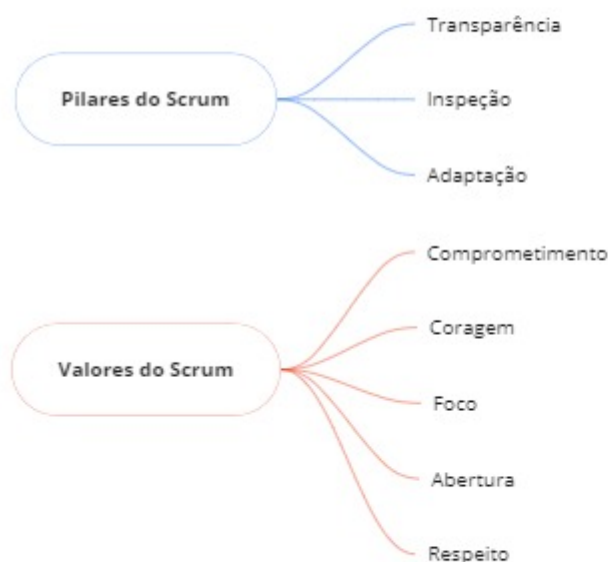 Pilares do Scrum
Transparência
Inspeção
Adaptação
Valores do Scrum
Comprometimento
Coragem
Foco
Abertura
Respeito